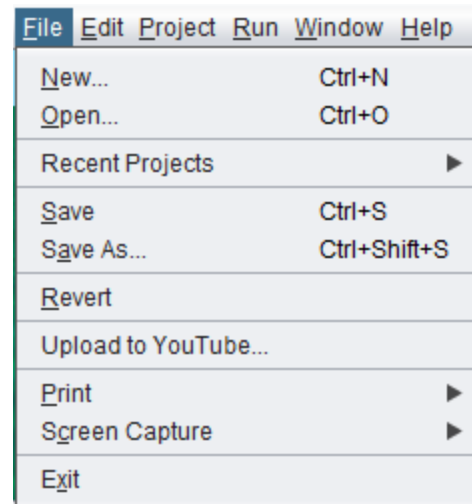 File Edit Project Run Window Help
New... Ctrl+N
Open... Ctrl+O
Recent Projects
Save Ctrl+S
Save As... Ctrl+Shift+S
Revert
Upload to YouTube...
Print
Screen Capture
Exit